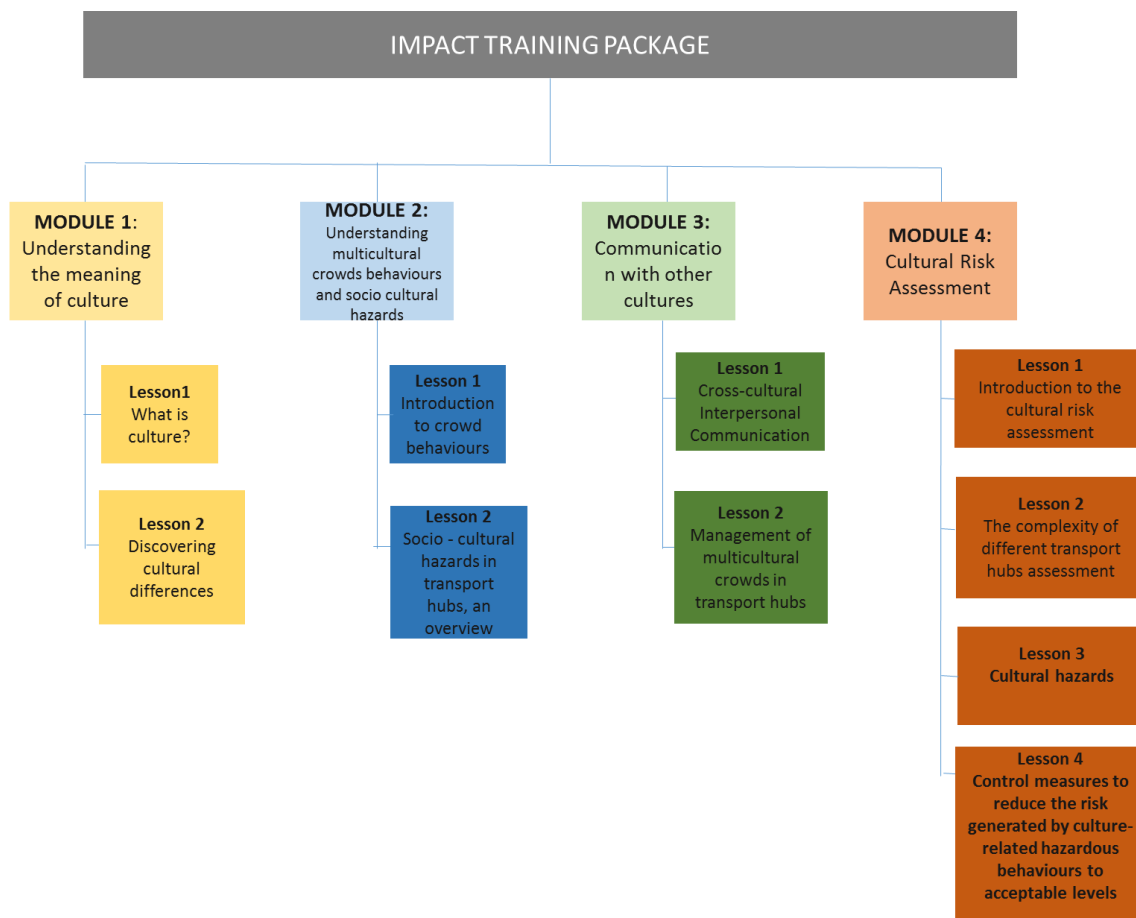 IMPACT TRAINING PACKAGE
MODULE 1:
Understanding
the meaning
of culture
Lesson1
What is
culture?
Lesson 2
Discovering
cultural
differences
MODULE 2:
Understanding
multicultural
crowds behaviours
and socio cultural
hazards
Lesson 1
Introduction
to crowd
behaviours
Lesson 2
Socio - cultural
hazards in
transport
hubs, an
overview
MODULE 3:
Communicatio
n with other
cultures
Lesson 1
Cross-cultural
Interpersonal
Communication
Lesson 2
Management of
multicultural
crowds in
transport hubs
MODULE 4:
Cultural Risk
Assessment
Lesson 1
Introduction to the
cultural risk
assessment
Lesson 2
The complexity of
different transport
hubs assessment
Lesson 3
Cultural hazards
Lesson 4
Control measures to
reduce the risk
generated by culture-
related hazardous
behaviours to
acceptable levels